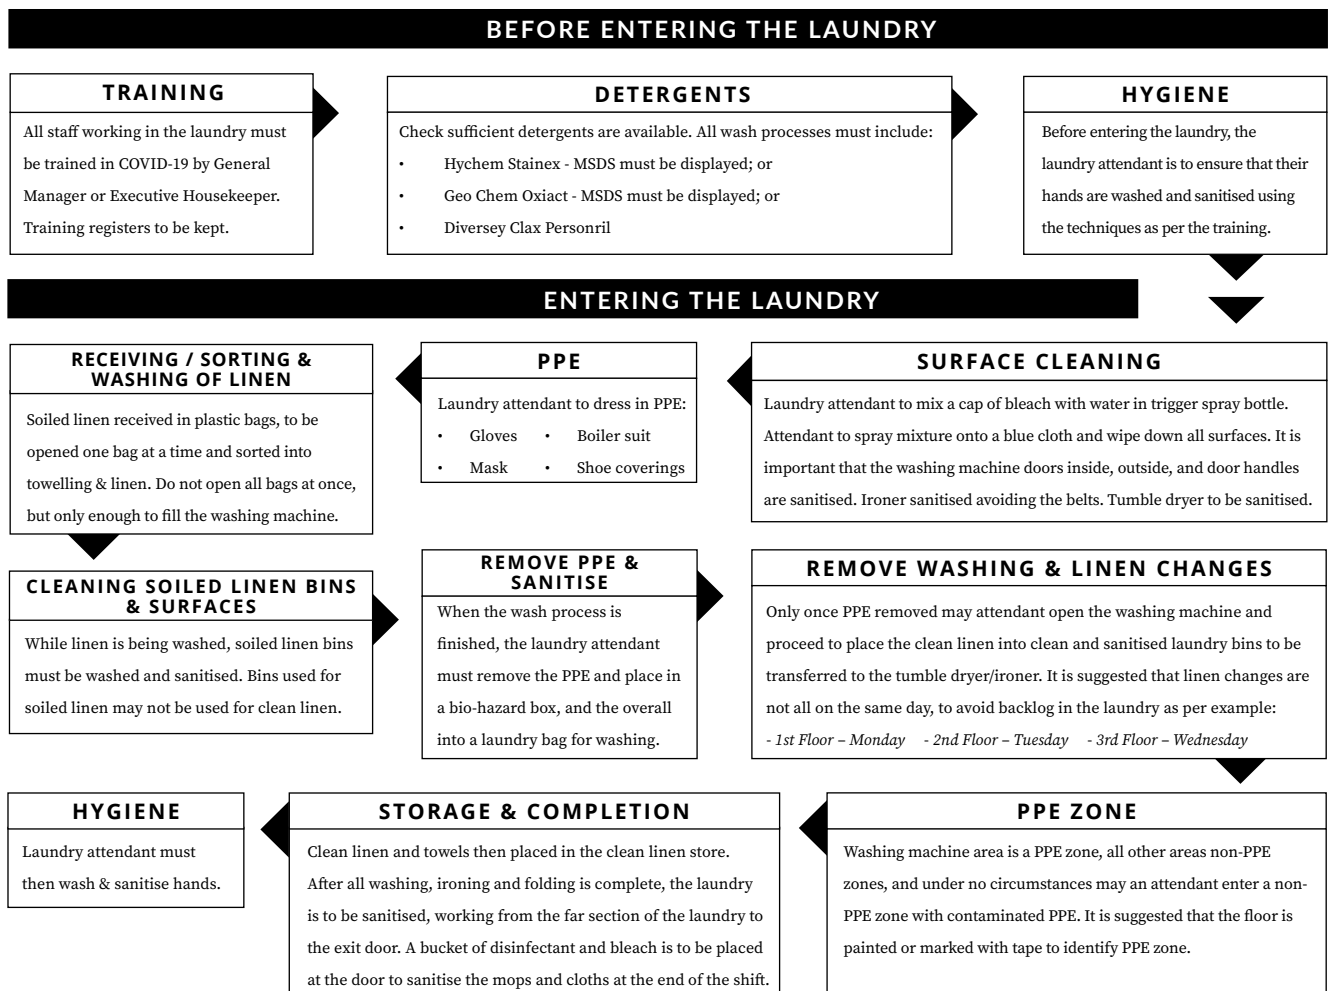 BEFORE ENTERING THE LAUNDRY
TRAINING
All staff working in the laundry must
be trained in COVID-19 by General
Manager or Executive Housekeeper.
Training registers to be kept.
DETERGENTS
Check sufficient detergents are available. All wash processes must include:
• Hychem Stainex - MSDS must be displayed; or
• Geo Chem Oxiact - MSDS must be displayed; or
• Diversey Clax Personril
HYGIENE
Before entering the laundry, the
laundry attendant is to ensure that their
hands are washed and sanitised using
the techniques as per the training.
ENTERING THE LAUNDRY
SURFACE CLEANING
Laundry attendant to mix a cap of bleach with water in trigger spray bottle.
Attendant to spray mixture onto a blue cloth and wipe down all surfaces. It is
important that the washing machine doors inside, outside, and door handles
are sanitised. Ironer sanitised avoiding the belts. Tumble dryer to be sanitised.
PPE
Laundry attendant to dress in PPE:
• Gloves • Boiler suit
• Mask • Shoe coverings
RECEIVING / SORTING &
WASHING OF LINEN
Soiled linen received in plastic bags, to be
opened one bag at a time and sorted into
towelling & linen. Do not open all bags at once,
but only enough to fill the washing machine.
CLEANING SOILED LINEN BINS
& SURFACES
While linen is being washed, soiled linen bins
must be washed and sanitised. Bins used for
soiled linen may not be used for clean linen.
REMOVE PPE &
SANITISE
When the wash process is
finished, the laundry attendant
must remove the PPE and place in
a bio-hazard box, and the overall
into a laundry bag for washing.
REMOVE WASHING & LINEN CHANGES
Only once PPE removed may attendant open the washing machine and
proceed to place the clean linen into clean and sanitised laundry bins to be
transferred to the tumble dryer/ironer. It is suggested that linen changes are
not all on the same day, to avoid backlog in the laundry as per example:
- 1st Floor – Monday - 2nd Floor – Tuesday - 3rd Floor – Wednesday
PPE ZONE
Washing machine area is a PPE zone, all other areas non-PPE
zones, and under no circumstances may an attendant enter a non-
PPE zone with contaminated PPE. It is suggested that the floor is
painted or marked with tape to identify PPE zone.
STORAGE & COMPLETION
Clean linen and towels then placed in the clean linen store.
After all washing, ironing and folding is complete, the laundry
is to be sanitised, working from the far section of the laundry to
the exit door. A bucket of disinfectant and bleach is to be placed
at the door to sanitise the mops and cloths at the end of the shift.
HYGIENE
Laundry attendant must
then wash & sanitise hands.